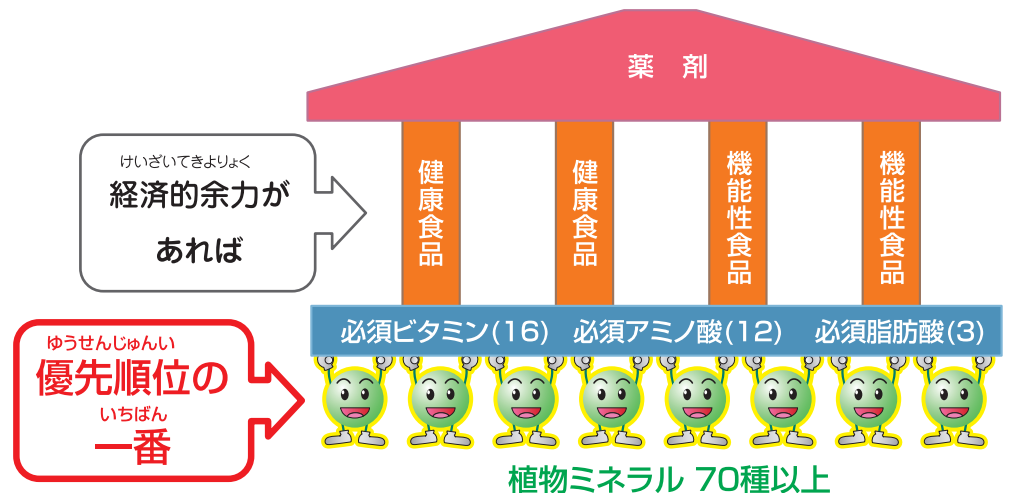 薬 剤
けいざいてきよりょく
経済的余力が
あれば
健康食品
健康食品
機能性食品
機能性食品
必須ビタミン(16) 必須アミノ酸(12) 必須脂肪酸(3)
ゆうせんじゅんい
優先順位の
いちばん
一番
植物ミネラル 70種以上